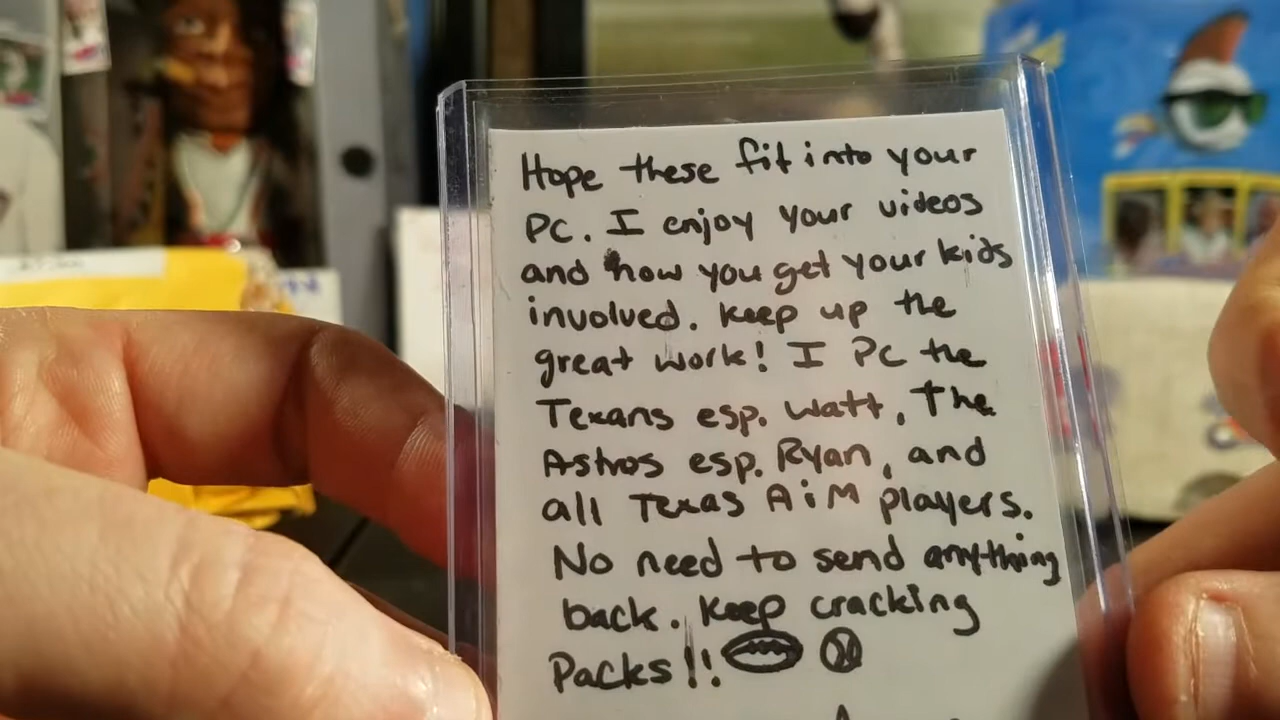 Hope these fit into your
PC. I enjoy your videos
and how you get your kids
involved. Keep up the
great work! I PC the
Texans esp. Watt, The
Astros esp. Ryan, and
all Texas A&M players.
No need to send anything
back. Keep cracking
Packs!!